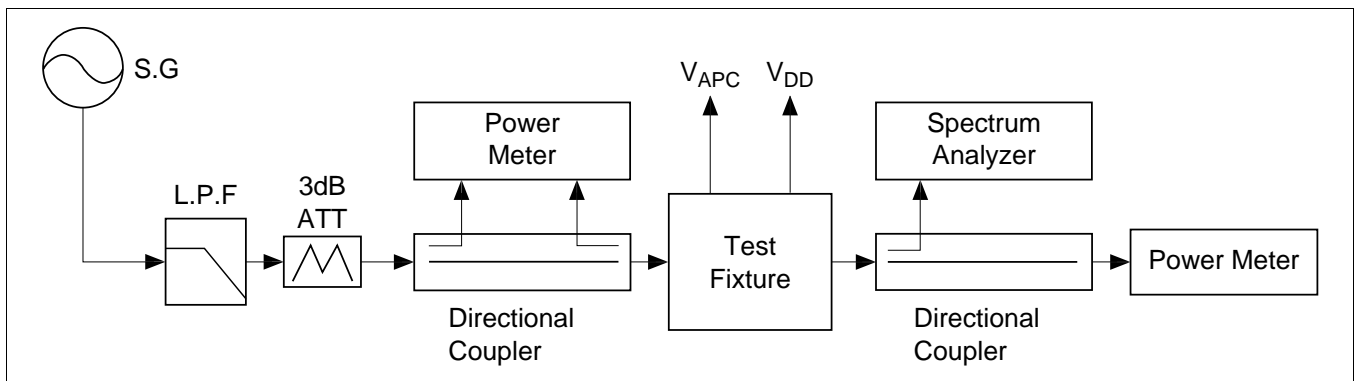 S.G
V_APC
V_DD
Power
Meter
Spectrum
Analyzer
L.P.F
3dB
ATT
Test
Fixture
Power Meter
Directional
Coupler
Directional
Coupler